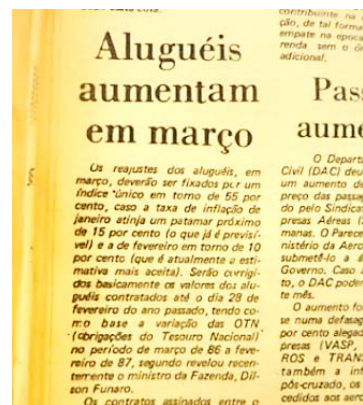 Aluguéis
aumentam
em março
Os reajustes dos aluguéis, em
março, deverão ser fixados por um
índice único em torno de 55 por
cento, caso a taxa de inflação de
janeiro atinja um patamar próximo
de 15 por cento (o que já é previsí-
vel) e a de fevereiro em torno de 10
por cento (que é atualmente a esti-
mativa mais aceita). Serão corrigi-
dos basicamente os valores dos alu-
guéis contratados até o dia 28 de
fevereiro do ano passado, tendo co-
mo base a variação das OTN
(obrigações do Tesouro Nacional)
no período de março de 86 a feve-
reiro de 87, segundo revelou recen-
temente o ministro da Fazenda, Díl-
son Funaro.
Os contratos assinados entre o
contribuinte na
ção, de tal forma
empate na época
renda sem o
adicional.
Pas
aume
O Departa
Civil (DAC) deu
um aumento de
preço das passag
do pelo Sindicat
presas Aéreas (S
manas. O Parece
nistério da Aero
submetê-lo a á
Governo. Caso
to, o DAC poder
te mês.
O aumento fo
se numa defasag
por cento alegad
presas (VASP,
ROS e TRANS
também a inf
pós-cruzado, os
cedidos aos aero